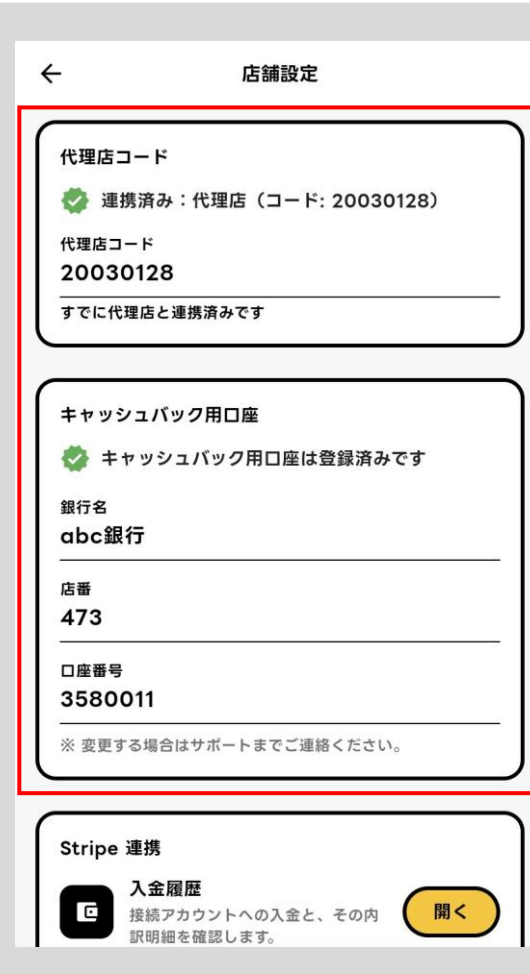 店舗設定
代理店コード
連携済み：代理店（コード: 20030128）
代理店コード
20030128
すでに代理店と連携済みです
キャッシュバック用口座
キャッシュバック用口座は登録済みです
銀行名
abc銀行
店番
473
口座番号
3580011
※ 変更する場合はサポートまでご連絡ください。
Stripe 連携
入金履歴
接続アカウントへの入金と、その内
訳明細を確認します。
開く